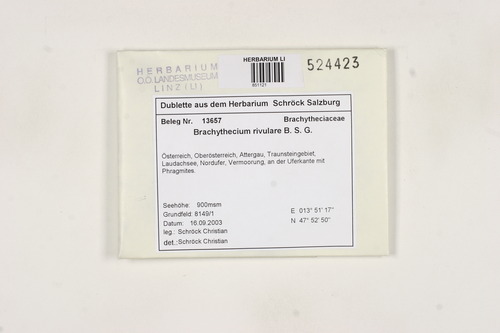 HERBARIUM
O.Ö. LANDESMUSEUM
LINZ (LI)
HERBARIUM LI
524423
Dublette aus dem Herbarium Schröck Salzburg
Beleg Nr. 13657 Brachytheciaceae
Brachythecium rivulare B. S. G.
Österreich, Oberösterreich, Attergau, Traunsteingebiet,
Laudachsee, Nordufer, Vermoorung, an der Uferkante mit
Phragmites.
Seehöhe: 900msm E 013° 51' 17"
Grundfeld: 8149/1 N 47° 52' 50"
Datum: 16.09.2003
leg.: Schröck Christian
det.: Schröck Christian